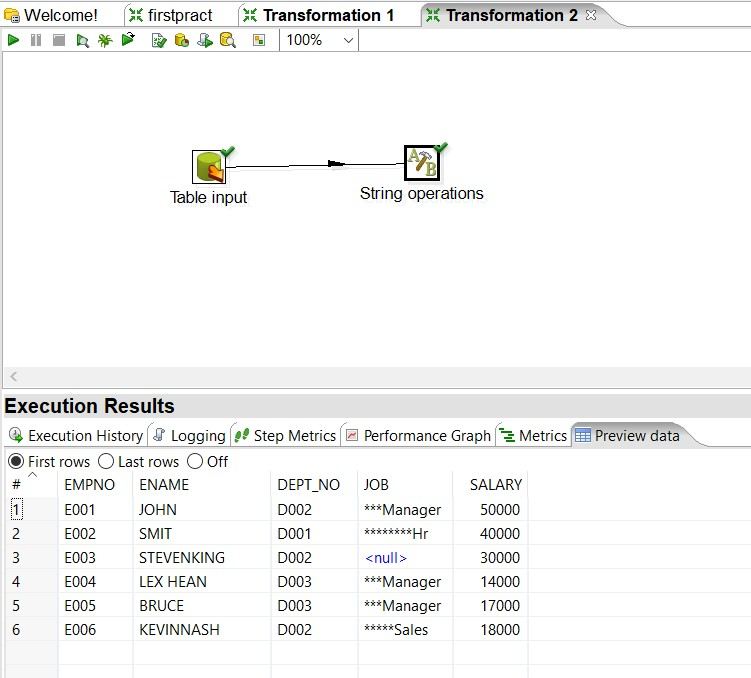 Welcome! firstpract Transformation 1 Transformation 2
100%
Table input String operations
Execution Results
Execution History Logging Step Metrics Performance Graph Metrics Preview data
First rows Last rows Off
# EMPNO ENAME DEPT_NO JOB SALARY
1 E001 JOHN D002 ***Manager 50000
2 E002 SMIT D001 ********Hr 40000
3 E003 STEVENKING D002 <null> 30000
4 E004 LEX HEAN D003 ***Manager 14000
5 E005 BRUCE D003 ***Manager 17000
6 E006 KEVINNASH D002 *****Sales 18000